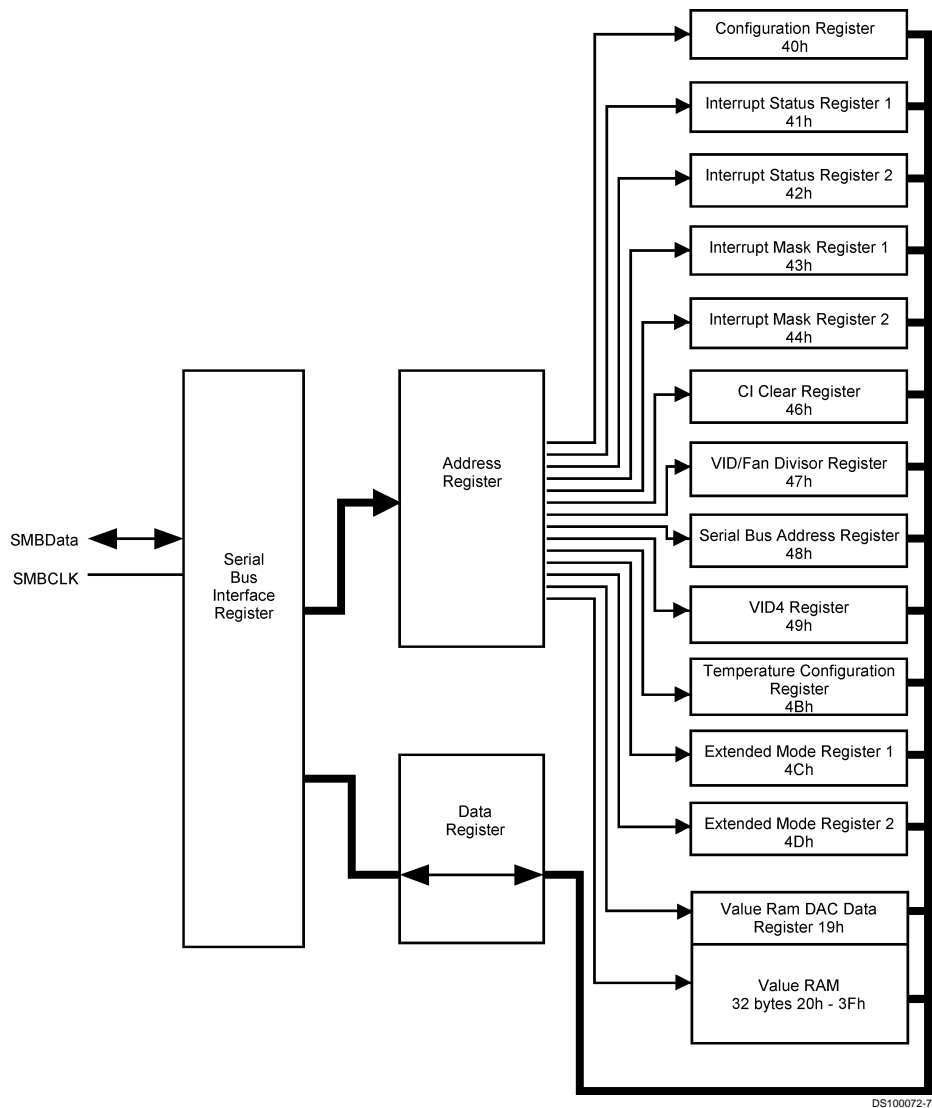 Configuration Register
40h
Interrupt Status Register 1
41h
Interrupt Status Register 2
42h
Interrupt Mask Register 1
43h
Interrupt Mask Register 2
44h
CI Clear Register
46h
VID/Fan Divisor Register
47h
Serial Bus Address Register
48h
VID4 Register
49h
Temperature Configuration
Register
4Bh
Extended Mode Register 1
4Ch
Extended Mode Register 2
4Dh
Value Ram DAC Data
Register 19h
Value RAM
32 bytes 20h - 3Fh
Address
Register
SMBData
SMBCLK
Serial
Bus
Interface
Register
Data
Register
DS100072-7